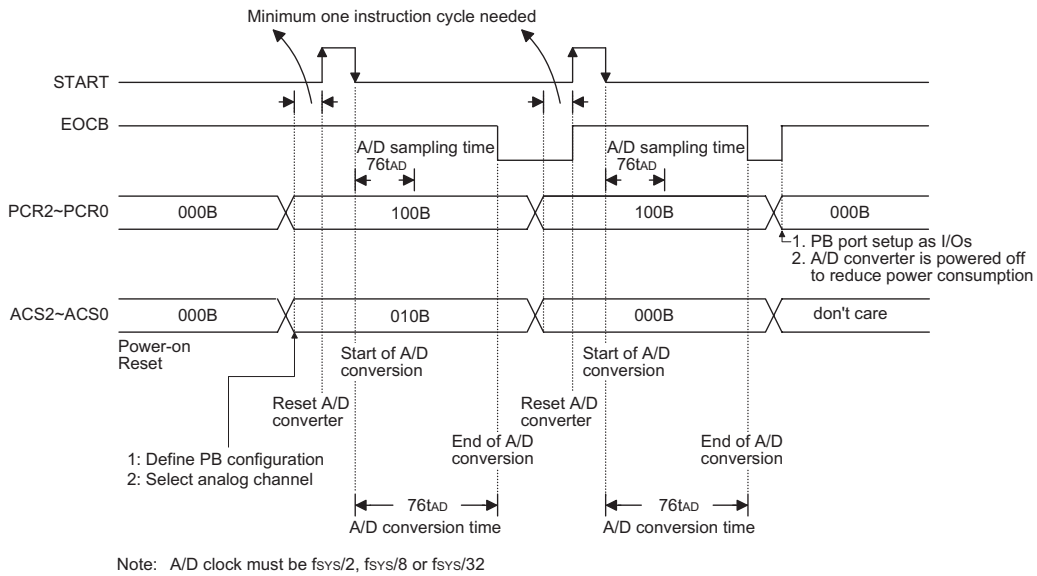 Minimum one instruction cycle needed
START
EOCB
A/D sampling time
76tAD
A/D sampling time
76tAD
PCR2~PCR0
000B
100B
100B
000B
1. PB port setup as I/Os
2. A/D converter is powered off
to reduce power consumption
ACS2~ACS0
000B
010B
000B
don't care
Power-on
Reset
Start of A/D
conversion
Start of A/D
conversion
Reset A/D
converter
Reset A/D
converter
End of A/D
conversion
End of A/D
conversion
1: Define PB configuration
2: Select analog channel
76tAD
A/D conversion time
76tAD
A/D conversion time
Note: A/D clock must be fSYS/2, fSYS/8 or fSYS/32